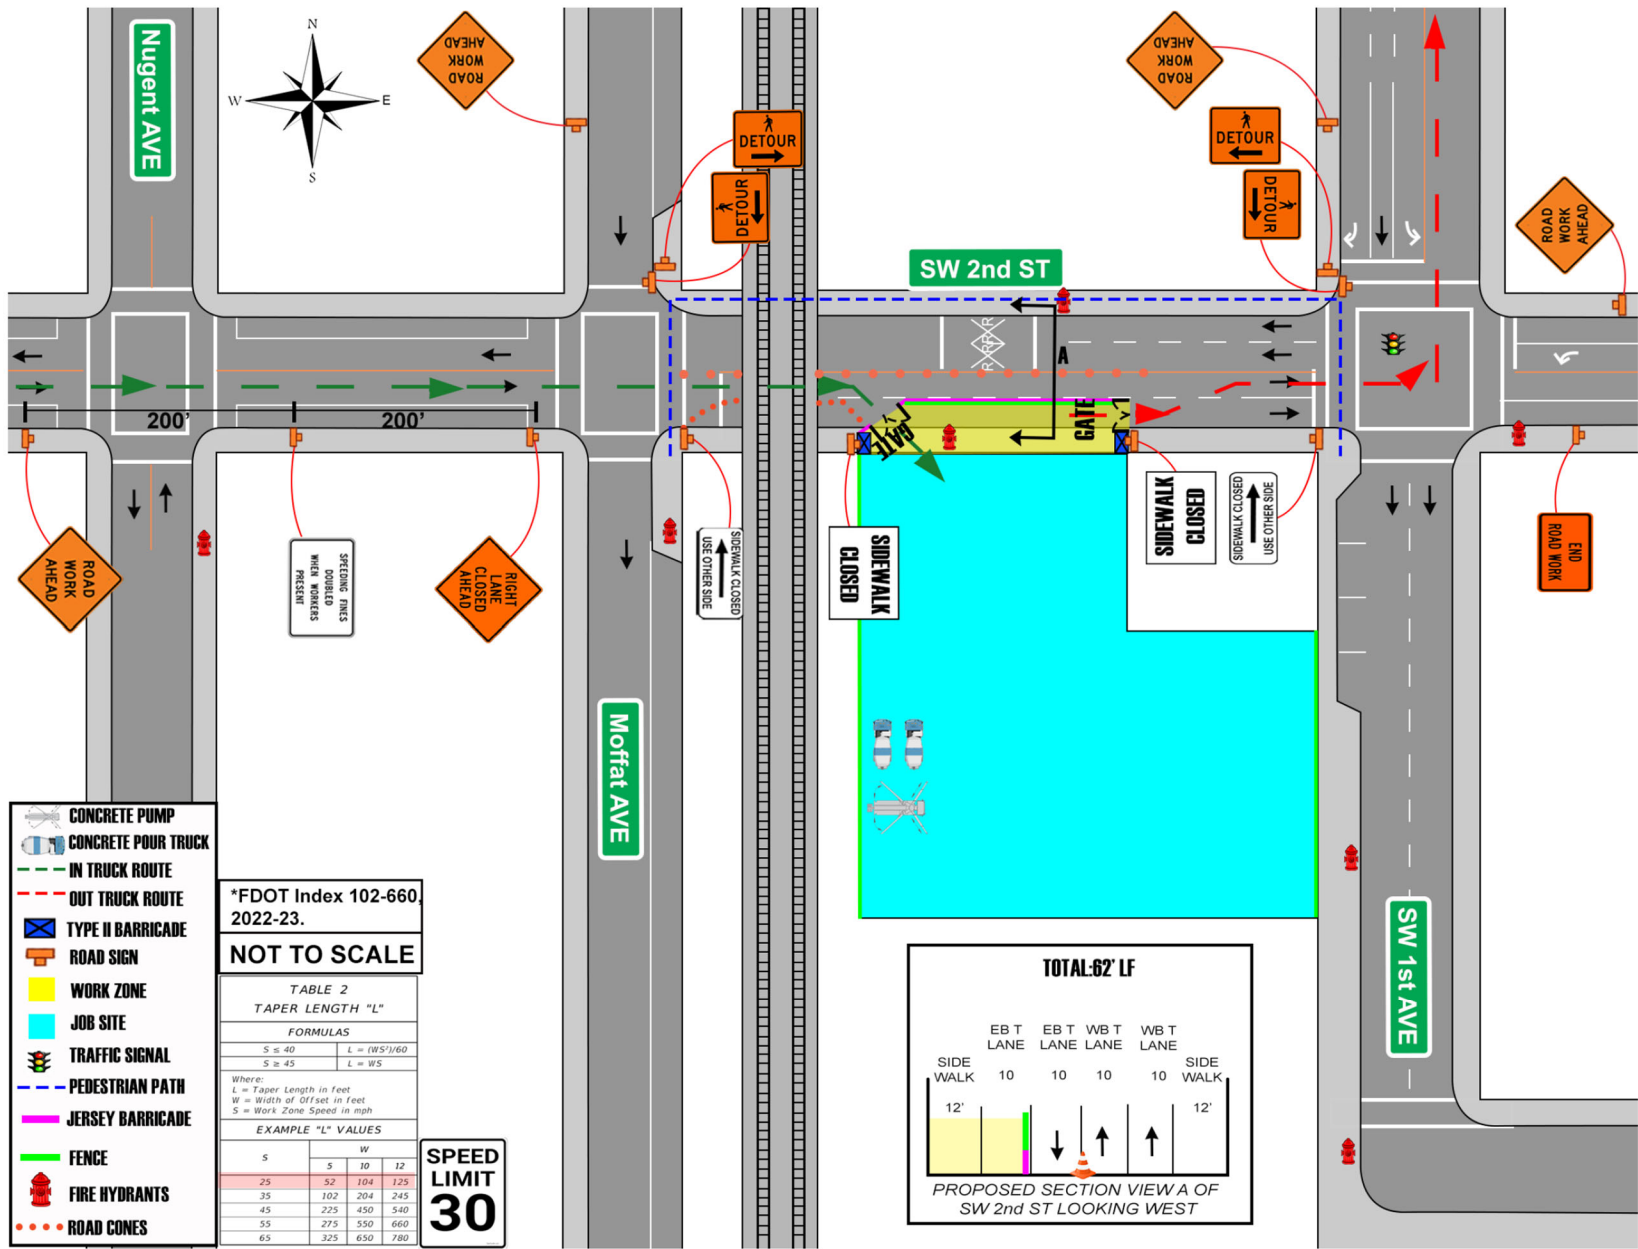 Nugent AVE
N
W
E
S
ROAD
WORK
AHEAD
DETOUR
DETOUR
ROAD
WORK
AHEAD
DETOUR
DETOUR
ROAD
WORK
AHEAD
SW 2nd ST
R R
R R
A
200'
200'
GATE
GATE
ROAD
WORK
AHEAD
SPEEDING FINES
DOUBLED
WHEN WORKERS
PRESENT
RIGHT
LANE
CLOSED
AHEAD
SIDEWALK CLOSED
USE OTHER SIDE
SIDEWALK
CLOSED
SIDEWALK
CLOSED
SIDEWALK CLOSED
USE OTHER SIDE
END
ROAD WORK
Moffat AVE
SW 1st AVE
CONCRETE PUMP
CONCRETE POUR TRUCK
IN TRUCK ROUTE
OUT TRUCK ROUTE
TYPE II BARRICADE
ROAD SIGN
WORK ZONE
JOB SITE
TRAFFIC SIGNAL
PEDESTRIAN PATH
JERSEY BARRICADE
FENCE
FIRE HYDRANTS
ROAD CONES
*FDOT Index 102-660,
2022-23.
NOT TO SCALE
TABLE 2
TAPER LENGTH "L"
FORMULAS
S ≤ 40 L = (WS²)/60
S ≥ 45 L = WS
Where:
L = Taper Length in feet
W = Width of Offset in feet
S = Work Zone Speed in mph
EXAMPLE "L" VALUES
S W
5 10 12
25 52 104 125
35 102 204 245
45 225 450 540
55 275 550 660
65 325 650 780
SPEED
LIMIT
30
TOTAL:62' LF
EB T EB T WB T WB T
LANE LANE LANE LANE
SIDE SIDE
WALK 10 10 10 10 WALK
12' 12'
PROPOSED SECTION VIEW A OF
SW 2nd ST LOOKING WEST